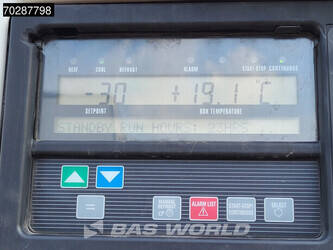 70287798
HEAT COOL DEFROST ALARM START-STOP CONTINUOUS
-30 +19.1°C
SETPOINT BOX TEMPERATURE
STANDBY RUN HOURS:
MANUAL DEFROST ALARM LIST START-STOP CONTINUOUS SELECT
=
BAS WORLD